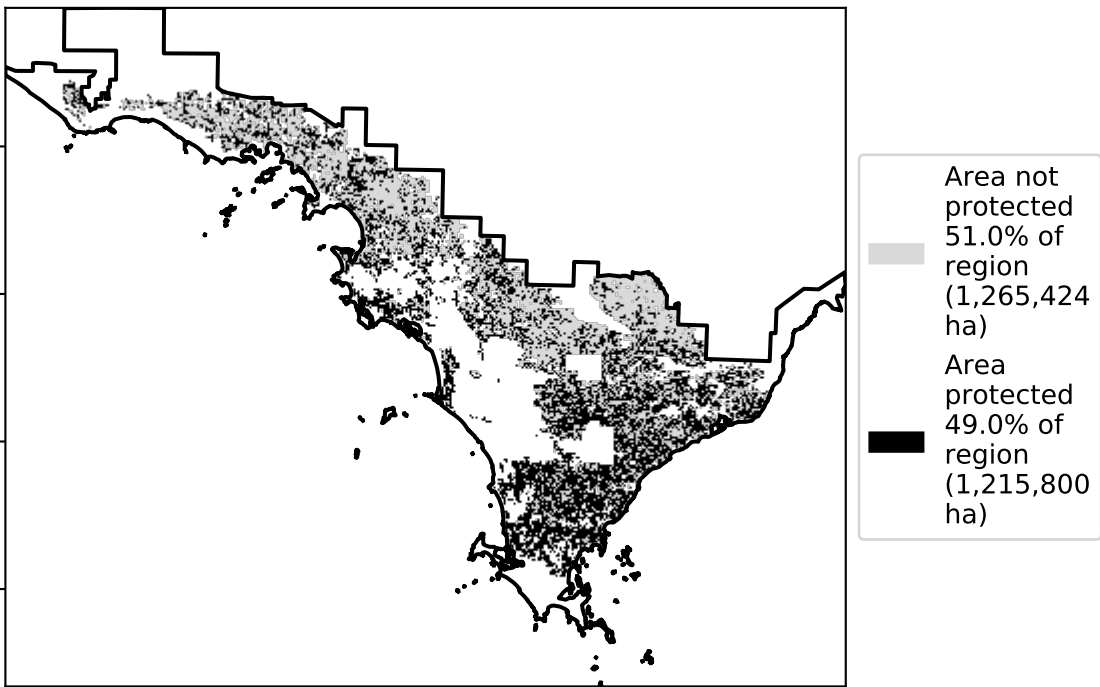 Area not
protected
51.0% of
region
(1,265,424
ha)
Area
protected
49.0% of
region
(1,215,800
ha)